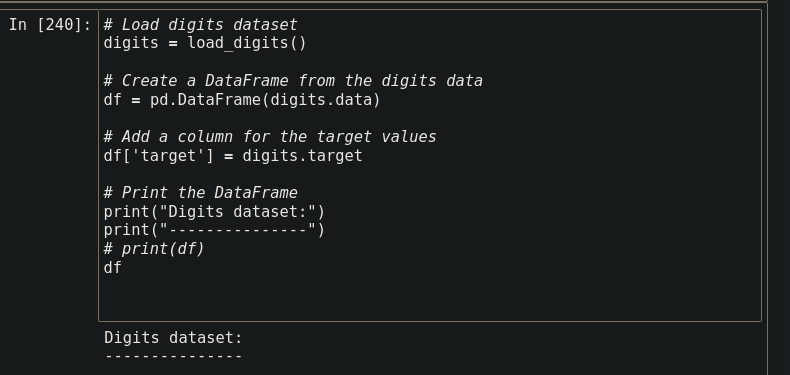 In [240]:
# Load digits dataset
digits = load_digits()
# Create a DataFrame from the digits data
df = pd.DataFrame(digits.data)
# Add a column for the target values
df['target'] = digits.target
# Print the DataFrame
print("Digits dataset:")
print("---------------")
# print(df)
df
Digits dataset:
---------------